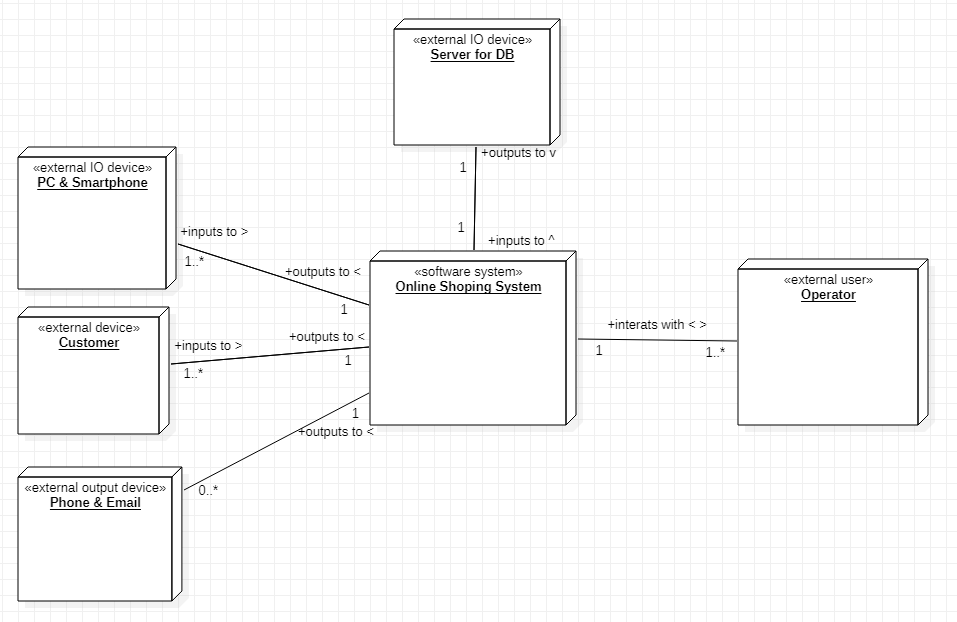 «external IO device»
Server for DB
+outputs to v
1
1
+inputs to ^
«external IO device»
PC & Smartphone
+inputs to >
1..*
+outputs to <
1
«software system»
Online Shoping System
«external user»
Operator
+interats with < >
1
1..*
«external device»
Customer
+inputs to >
1..*
+outputs to <
1
1
+outputs to <
0..*
«external output device»
Phone & Email